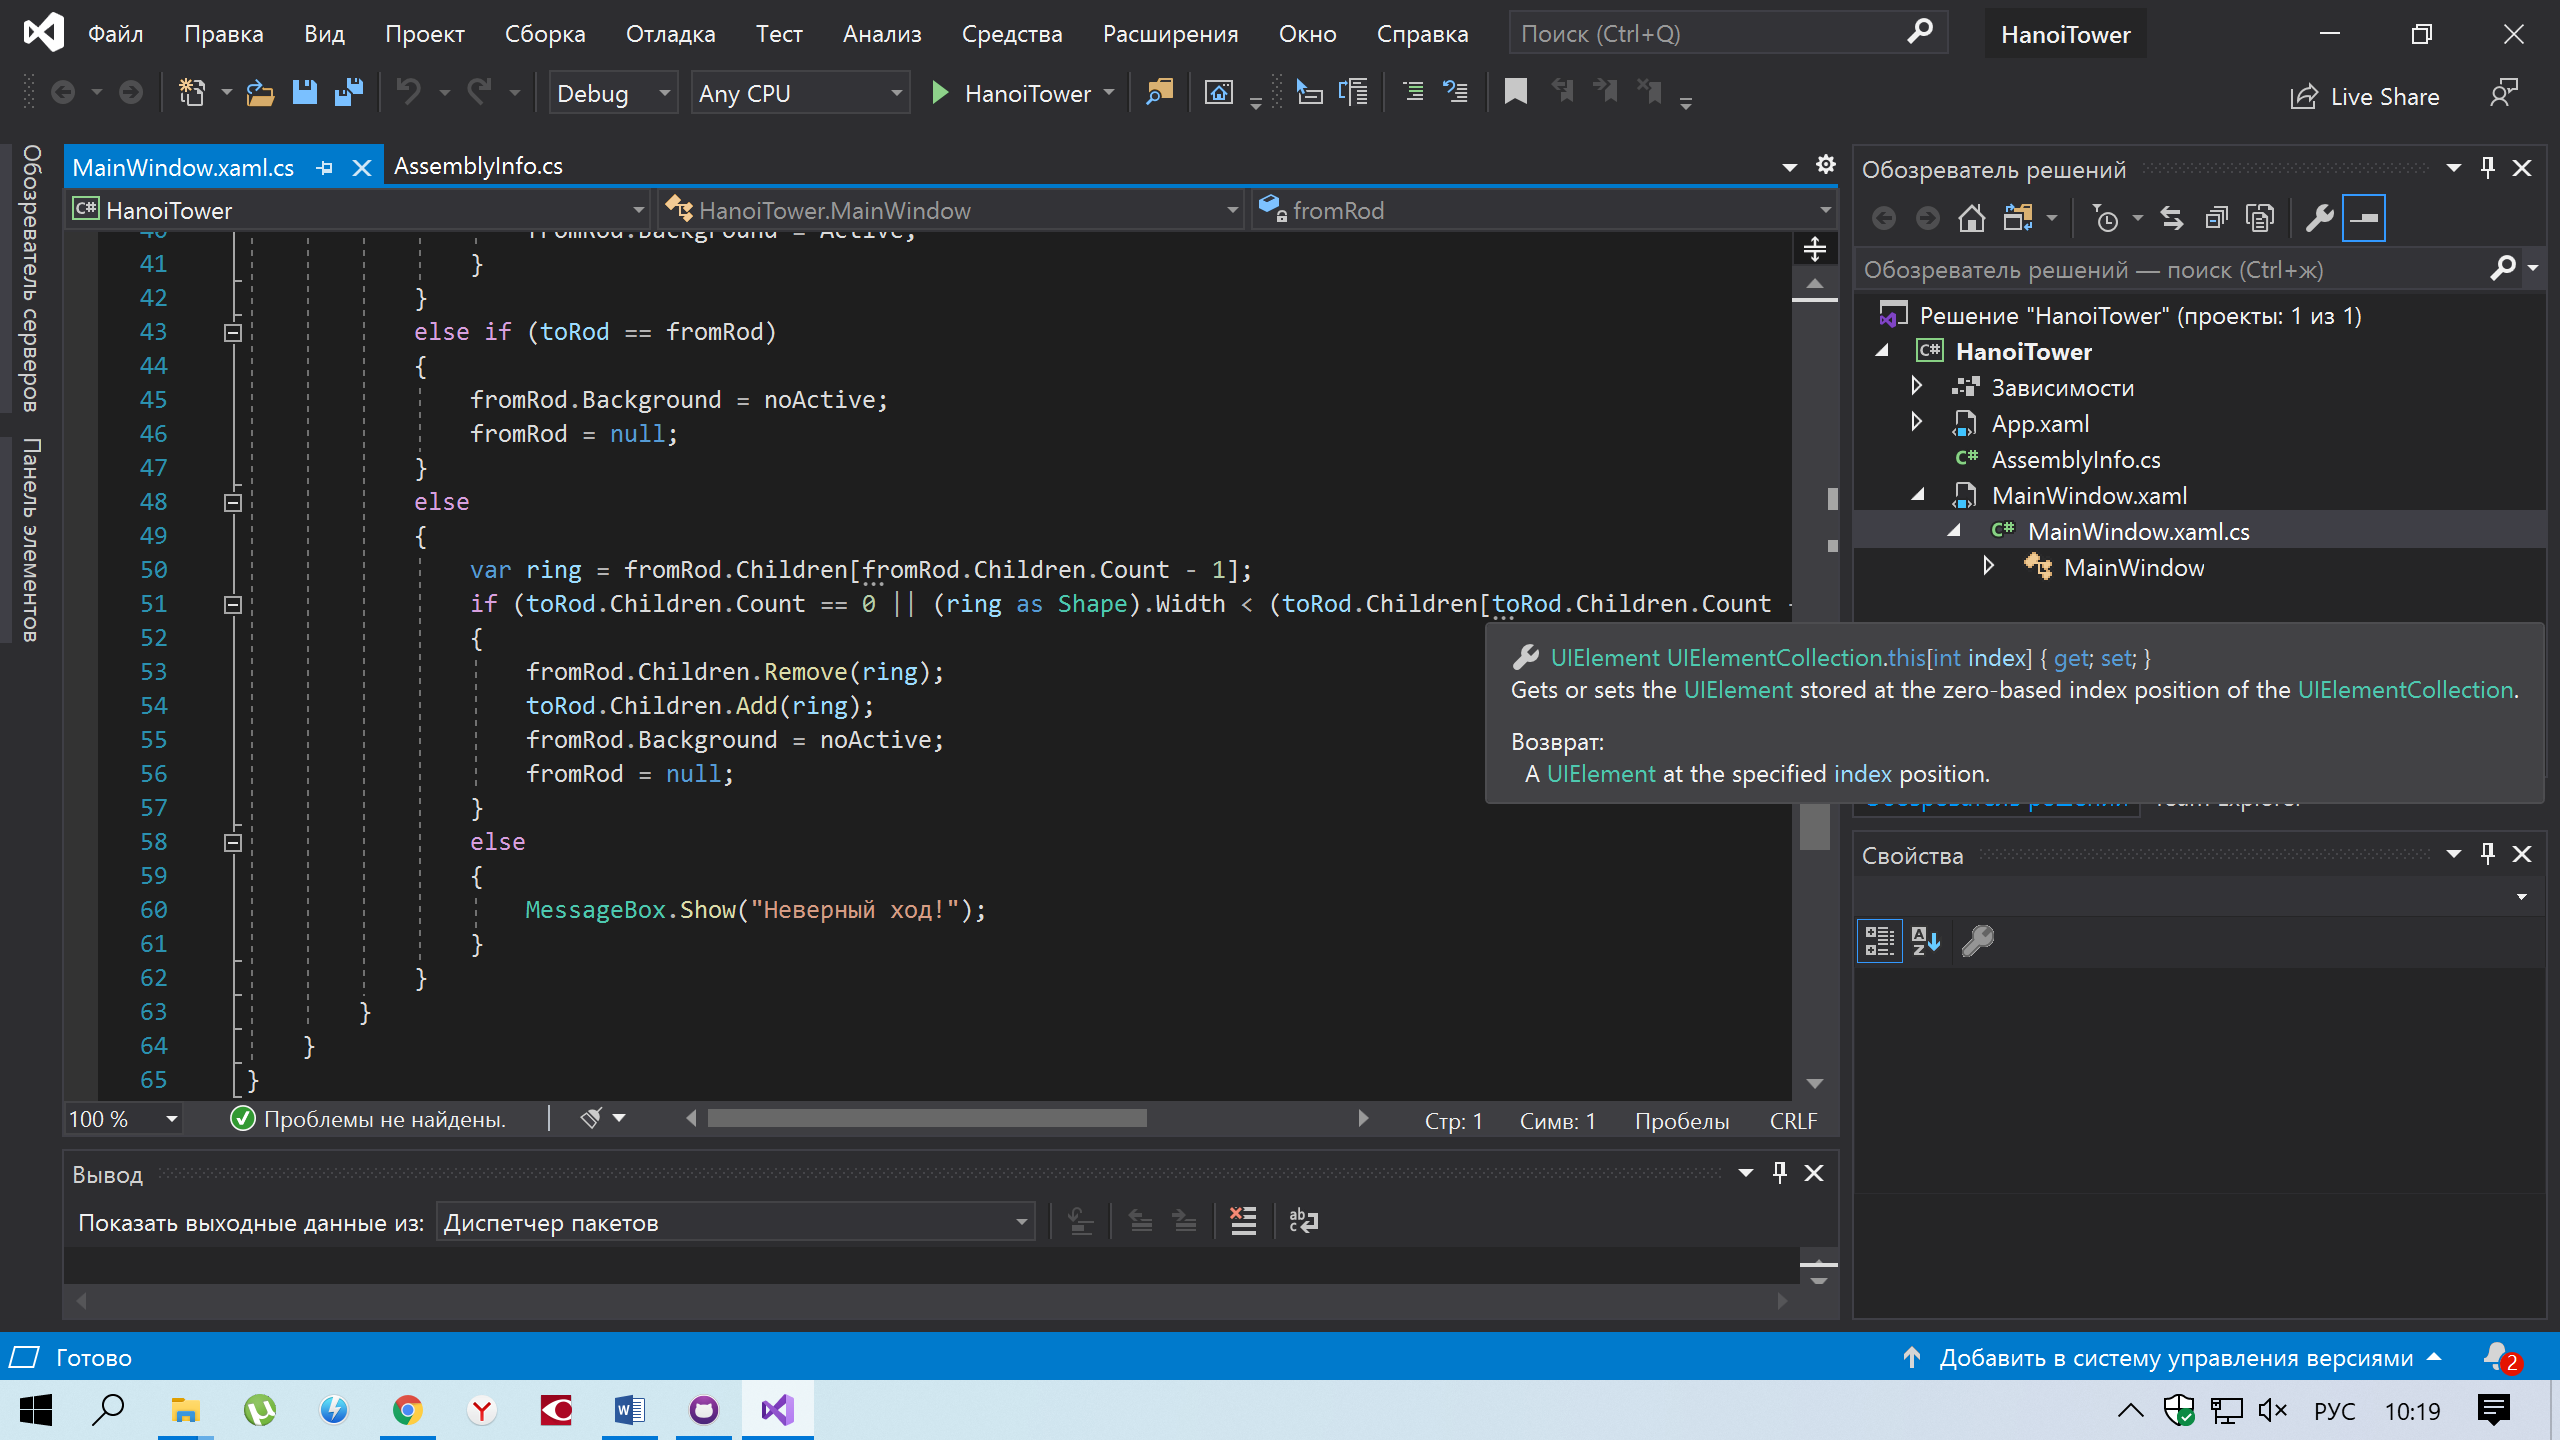 Файл Правка Вид Проект Сборка Отладка Тест Анализ Средства Расширения Окно Справка Поиск (Ctrl+Q) HanoiTower
Debug Any CPU HanoiTower Live Share
Обозреватель серверов
Панель элементов
MainWindow.xaml.cs AssemblyInfo.cs
C# HanoiTower HanoiTower.MainWindow fromRod
40 fromRod.Background = Active;
41 }
42 }
43 else if (toRod == fromRod)
44 {
45 fromRod.Background = noActive;
46 fromRod = null;
47 }
48 else
49 {
50 var ring = fromRod.Children[fromRod.Children.Count - 1];
51 if (toRod.Children.Count == 0 || (ring as Shape).Width < (toRod.Children[toRod.Children.Count -
52 {
53 fromRod.Children.Remove(ring);
54 toRod.Children.Add(ring);
55 fromRod.Background = noActive;
56 fromRod = null;
57 }
58 else
59 {
60 MessageBox.Show("Неверный ход!");
61 }
62 }
63 }
64 }
65 }
UIElement UIElementCollection.this[int index] { get; set; }
Gets or sets the UIElement stored at the zero-based index position of the UIElementCollection.
Возврат:
A UIElement at the specified index position.
100 % Проблемы не найдены. Стр: 1 Симв: 1 Пробелы CRLF
Вывод
Показать выходные данные из: Диспетчер пакетов
Обозреватель решений
Обозреватель решений — поиск (Ctrl+ж)
Решение "HanoiTower" (проекты: 1 из 1)
C# HanoiTower
Зависимости
App.xaml
C# AssemblyInfo.cs
MainWindow.xaml
C# MainWindow.xaml.cs
MainWindow
Обозреватель решений Team Explorer
Свойства
Готово Добавить в систему управления версиями 2
РУС 10:19